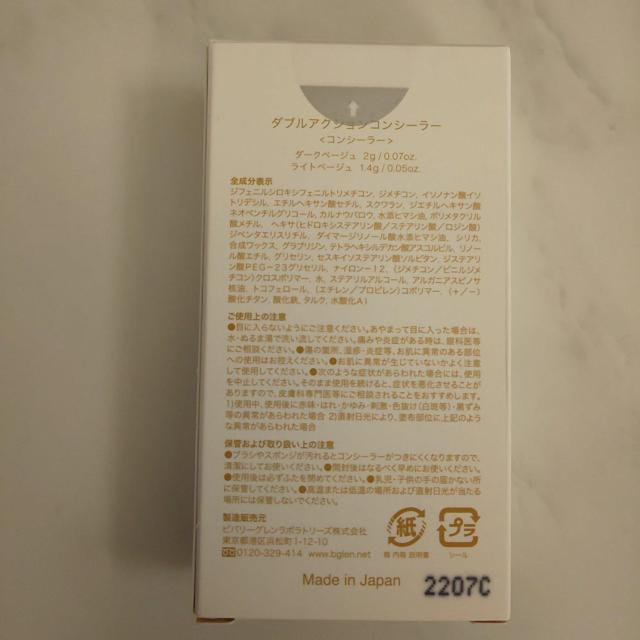 ダブルアクションコンシーラー
<コンシーラー>
ダークベージュ 2g/0.07oz.
ライトベージュ 1.4g/0.05oz.
全成分表示
ジフェニルシロキシフェニルトリメチコン、ジメチコン、イソノナン酸イソ
トリデシル、エチルヘキサン酸セチル、スクワラン、ジエチルヘキサン酸
ネオペンチルグリコール、カルナウバロウ、水添ヒマシ油、ポリメタクリル
酸メチル、ヘキサ(ヒドロキシステアリン酸/ステアリン酸/ロジン酸)
ジペンタエリスリチル、ダイマージリノール酸水添ヒマシ油、シリカ、
合成ワックス、グラブリジン、テトラヘキシルデカン酸アスコルビル、リノー
ル酸エチル、グリセリン、セスキイソステアリン酸ソルビタン、ジステアリ
ン酸PEG-23グリセリル、ナイロン-12、(ジメチコン/ビニルジメ
チコン)クロスポリマー、水、ステアリルアルコール、アルガニアスピノサ
核油、トコフェロール、(エチレン/プロピレン)コポリマー、(+/-)
酸化チタン、酸化鉄、タルク、水酸化Al
ご使用上の注意
●目に入らないようにご注意ください。あやまって目に入った場合は、
水・ぬるま湯で洗い流してください。痛みや炎症がある時は、眼科医等
にご相談ください。●傷の箇所、湿疹・炎症等、お肌に異常のある部位
への使用はお控えください。●お肌に異常が生じていないかよく注意
して使用してください。●次のような症状があらわれた場合には、使用
を中止してください。そのまま使用を続けると、症状を悪化させることが
ありますので、皮膚科専門医等にご相談されることをおすすめします。
1)使用中、使用後に赤味・はれ・かゆみ・刺激・色抜け(白斑等)・黒ずみ
等の異常があらわれた場合 2)直射日光により、塗布部位に上記のよう
な異常があらわれた場合
保管および取り扱い上の注意
●ブラシやスポンジが汚れるとコンシーラーがつきにくくなりますので、
清潔にしてお使いください。●開封後はなるべく早めにお使いください。
●使用後は必ずふたを閉めてください。●乳児・子供の手の届かない所
に保管してください。●高温または低温の場所および直射日光が当た
る場所には保管しないでください。
製造販売元
ビバリーグレンラボラトリーズ株式会社
東京都港区浜松町1-12-10
0120-329-414 www.bglen.net
紙
箱 内箱 説明書
プラ
シール
Made in Japan
2207C